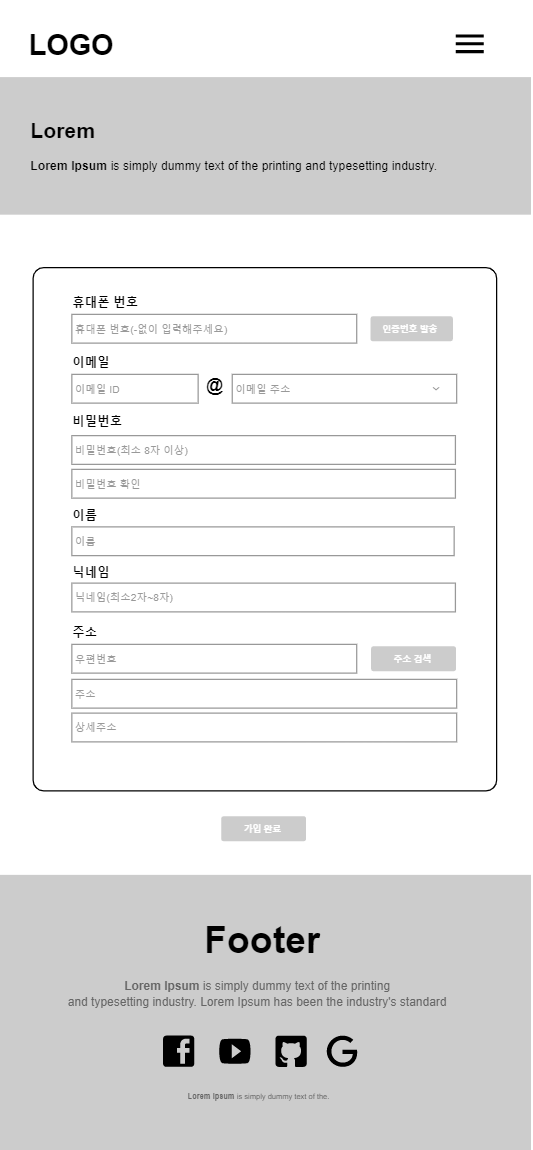 LOGO
Lorem
Lorem Ipsum is simply dummy text of the printing and typesetting industry.
휴대폰 번호
휴대폰 번호(-없이 입력해주세요)
인증번호 발송
이메일
이메일 ID
@
이메일 주소
비밀번호
비밀번호(최소 8자 이상)
비밀번호 확인
이름
이름
닉네임
닉네임(최소2자~8자)
주소
우편번호
주소 검색
주소
상세주소
가입 완료
Footer
Lorem Ipsum is simply dummy text of the printing
and typesetting industry. Lorem Ipsum has been the industry's standard
Lorem Ipsum is simply dummy text of the.